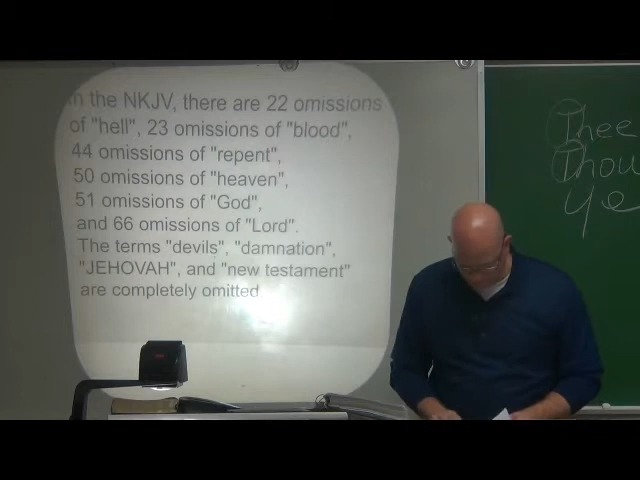 In the NKJV, there are 22 omissions
of "hell", 23 omissions of "blood",
44 omissions of "repent",
50 omissions of "heaven",
51 omissions of "God",
and 66 omissions of "Lord".
The terms "devils", "damnation",
"JEHOVAH", and "new testament"
are completely omitted
Thee
Thou
Ye